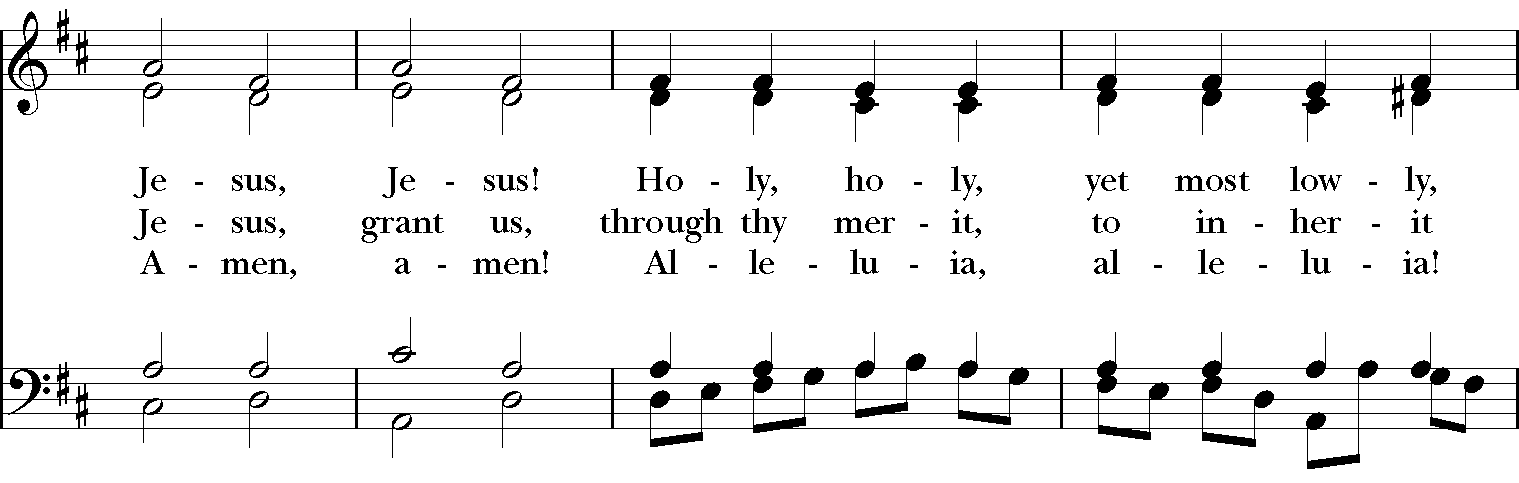 Je - sus, Je - sus! Ho - ly, ho - ly, yet most low - ly,
Je - sus, grant us, through thy mer - it, to in - her - it
A - men, a - men! Al - le - lu - ia, al - le - lu - ia!